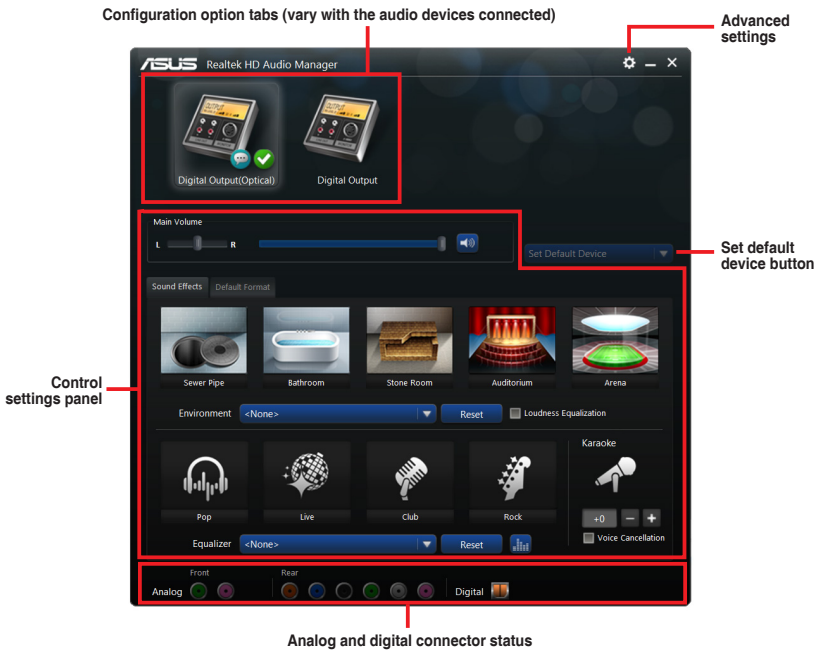 Configuration option tabs (vary with the audio devices connected)
Advanced
settings
ASUS Realtek HD Audio Manager
OUTPUT
OUTPUT
Digital Output(Optical)
Digital Output
Main Volume
L
R
Set Default Device
Set default
device button
Sound Effects
Default Format
Control
settings panel
Sewer Pipe
Bathroom
Stone Room
Auditorium
Arena
Environment
<None>
Reset
Loudness Equalization
Karaoke
Pop
Live
Club
Rock
+0
Equalizer
<None>
Reset
Voice Cancellation
Front
Rear
Analog
Digital
Analog and digital connector status